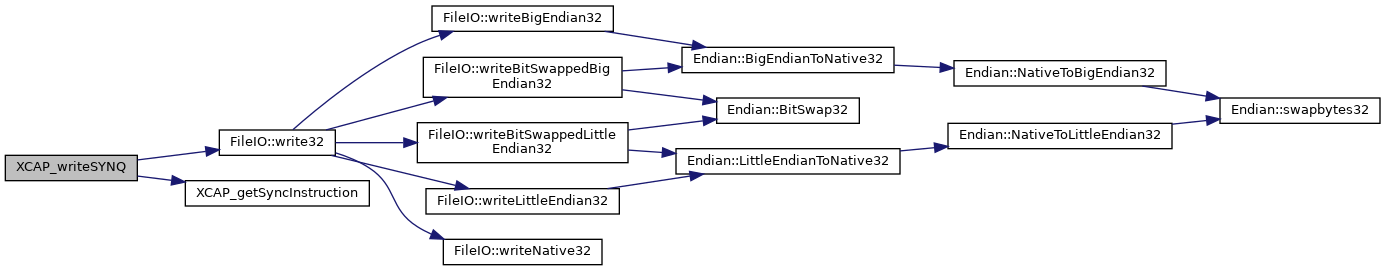 XCAP_writeSYNQ
FileIO::write32
XCAP_getSyncInstruction
FileIO::writeBigEndian32
FileIO::writeBitSwappedBig
Endian32
FileIO::writeBitSwappedLittle
Endian32
FileIO::writeLittleEndian32
FileIO::writeNative32
Endian::BigEndianToNative32
Endian::BitSwap32
Endian::LittleEndianToNative32
Endian::NativeToBigEndian32
Endian::NativeToLittleEndian32
Endian::swapbytes32